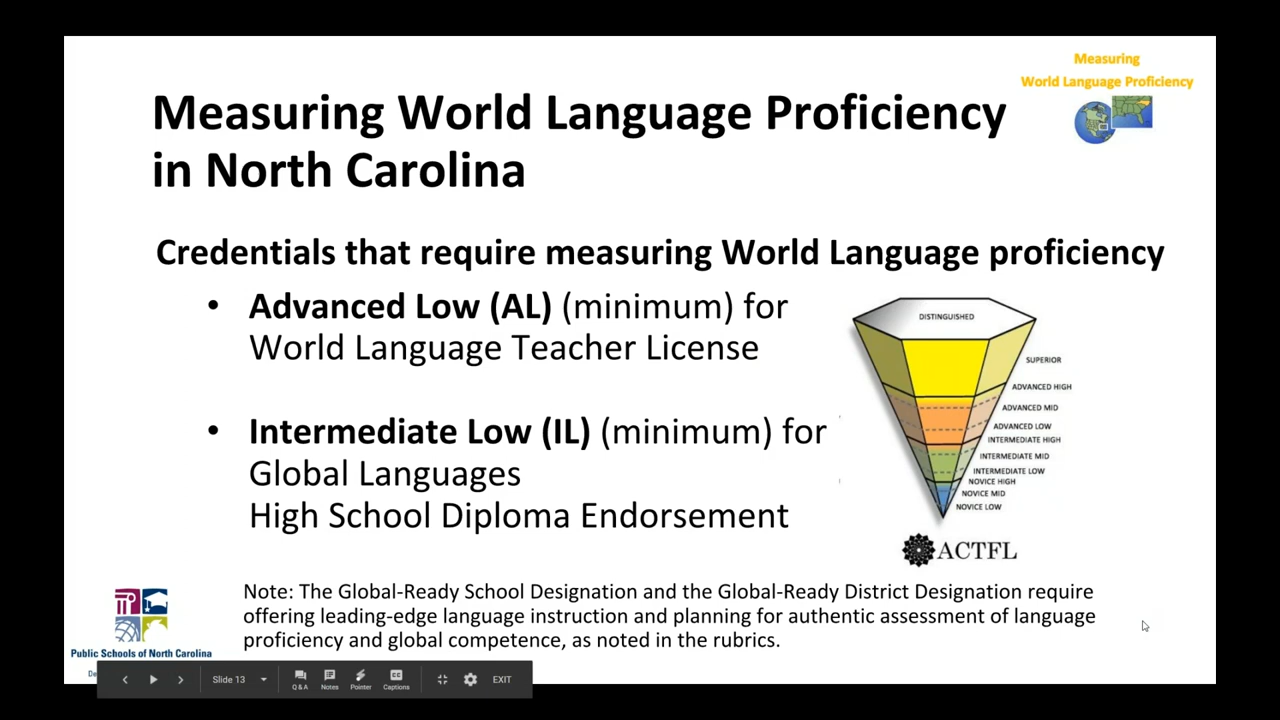 Measuring
World Language Proficiency
Measuring World Language Proficiency
in North Carolina
Credentials that require measuring World Language proficiency
• Advanced Low (AL) (minimum) for
World Language Teacher License
• Intermediate Low (IL) (minimum) for
Global Languages
High School Diploma Endorsement
DISTINGUISHED
SUPERIOR
ADVANCED HIGH
ADVANCED MID
ADVANCED LOW
INTERMEDIATE HIGH
INTERMEDIATE MID
INTERMEDIATE LOW
NOVICE HIGH
NOVICE MID
NOVICE LOW
ACTFL
Note: The Global-Ready School Designation and the Global-Ready District Designation require
offering leading-edge language instruction and planning for authentic assessment of language
proficiency and global competence, as noted in the rubrics.
Public Schools of North Carolina
Slide 13
Q & A
Notes
Pointer
Captions
EXIT